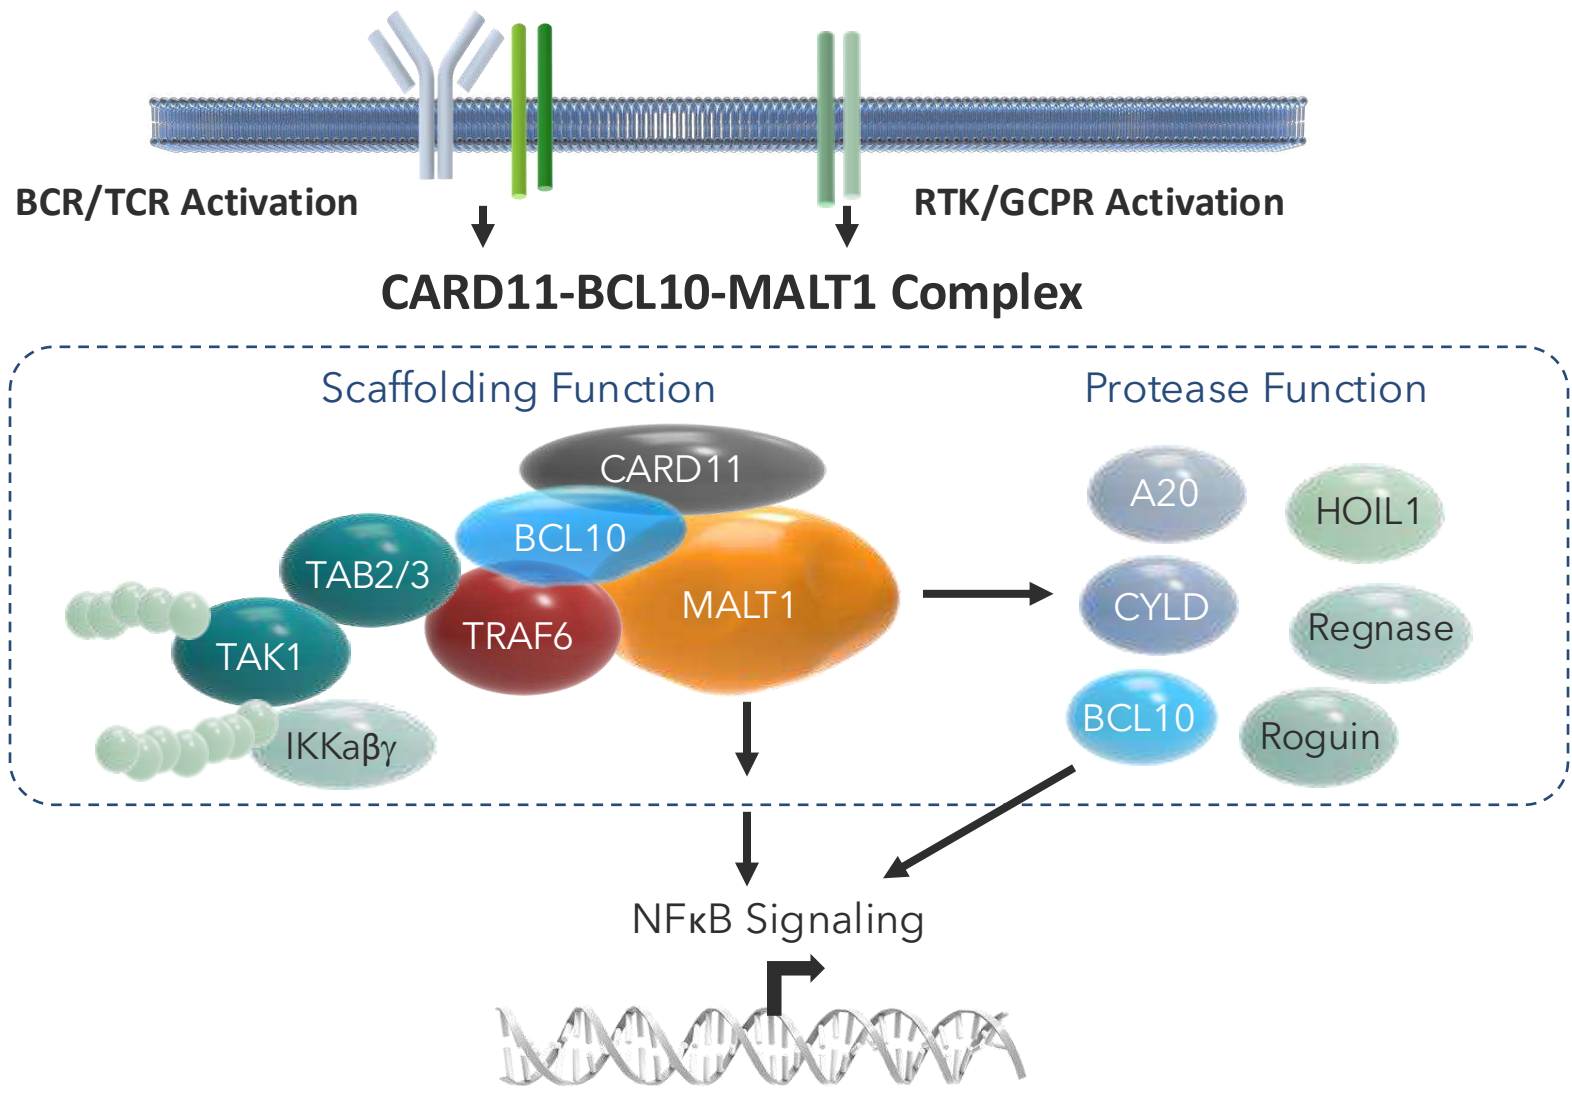 BCR/TCR Activation
RTK/GCPR Activation
CARD11-BCL10-MALT1 Complex
Scaffolding Function
Protease Function
CARD11
BCL10
MALT1
TAB2/3
TRAF6
TAK1
IKKaβγ
A20
HOIL1
CYLD
Regnase
BCL10
Roguin
NFκB Signaling